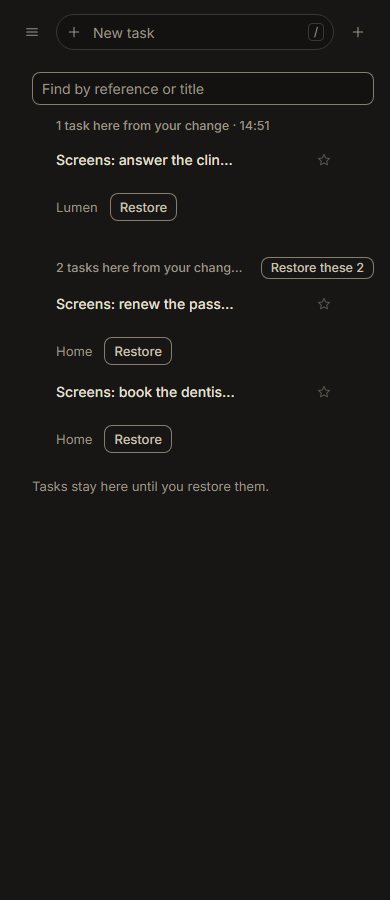 New task
/
Find by reference or title
1 task here from your change · 14:51
Screens: answer the clin...
Lumen Restore
2 tasks here from your chang... Restore these 2
Screens: renew the pass...
Home Restore
Screens: book the dentis...
Home Restore
Tasks stay here until you restore them.